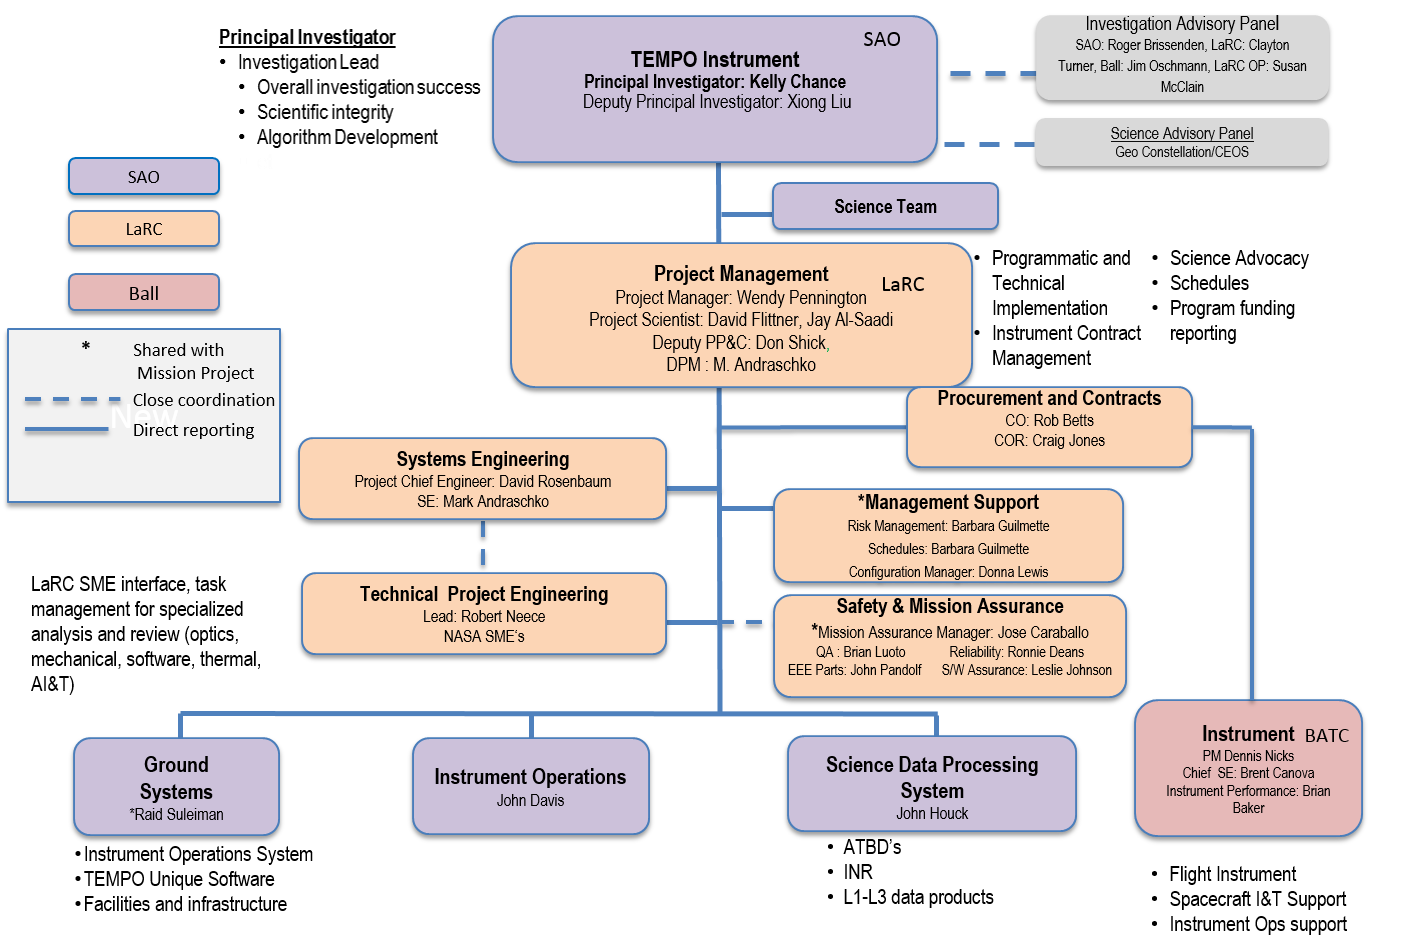 Principal Investigator
• Investigation Lead
• Overall investigation success
• Scientific integrity
• Algorithm Development
SAO
TEMPO Instrument
Principal Investigator: Kelly Chance
Deputy Principal Investigator: Xiong Liu
Investigation Advisory Panel
SAO: Roger Brissenden, LaRC: Clayton
Turner, Ball: Jim Oschmann, LaRC OP: Susan
McClain
Science Advisory Panel
Geo Constellation/CEOS
SAO
LaRC
Ball
* Shared with
Mission Project
Close coordination
New
Direct reporting
Science Team
Project Management
LaRC
Project Manager: Wendy Pennington
Project Scientist: David Flittner, Jay Al-Saadi
Deputy PP&C: Don Shick,
DPM : M. Andraschko
• Programmatic and
Technical
Implementation
• Instrument Contract
Management
• Science Advocacy
• Schedules
• Program funding
reporting
Procurement and Contracts
CO: Rob Betts
COR: Craig Jones
Systems Engineering
Project Chief Engineer: David Rosenbaum
SE: Mark Andraschko
*Management Support
Risk Management: Barbara Guilmette
Schedules: Barbara Guilmette
Configuration Manager: Donna Lewis
LaRC SME interface, task
management for specialized
analysis and review (optics,
mechanical, software, thermal,
AI&T)
Technical Project Engineering
Lead: Robert Neece
NASA SME's
Safety & Mission Assurance
*Mission Assurance Manager: Jose Caraballo
QA : Brian Luoto Reliability: Ronnie Deans
EEE Parts: John Pandolf S/W Assurance: Leslie Johnson
Ground
Systems
*Raid Suleiman
• Instrument Operations System
• TEMPO Unique Software
• Facilities and infrastructure
Instrument Operations
John Davis
Science Data Processing
System
John Houck
• ATBD's
• INR
• L1-L3 data products
Instrument BATC
PM Dennis Nicks
Chief SE: Brent Canova
Instrument Performance: Brian
Baker
• Flight Instrument
• Spacecraft I&T Support
• Instrument Ops support